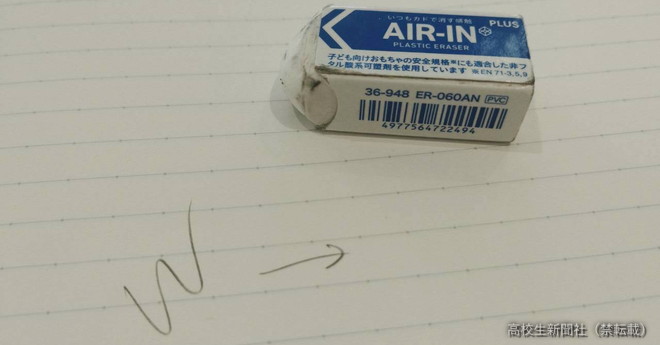 いつもカドで消す感触
PLUS
AIR-IN
PLASTIC ERASER
子ども向けおもちゃの安全規格※にも適合した非フ
タル酸系可塑剤を使用しています ※EN 71-3,5,9
36-948 ER-060AN PVC
4977564722494
W →
高校生新聞社（禁転載）